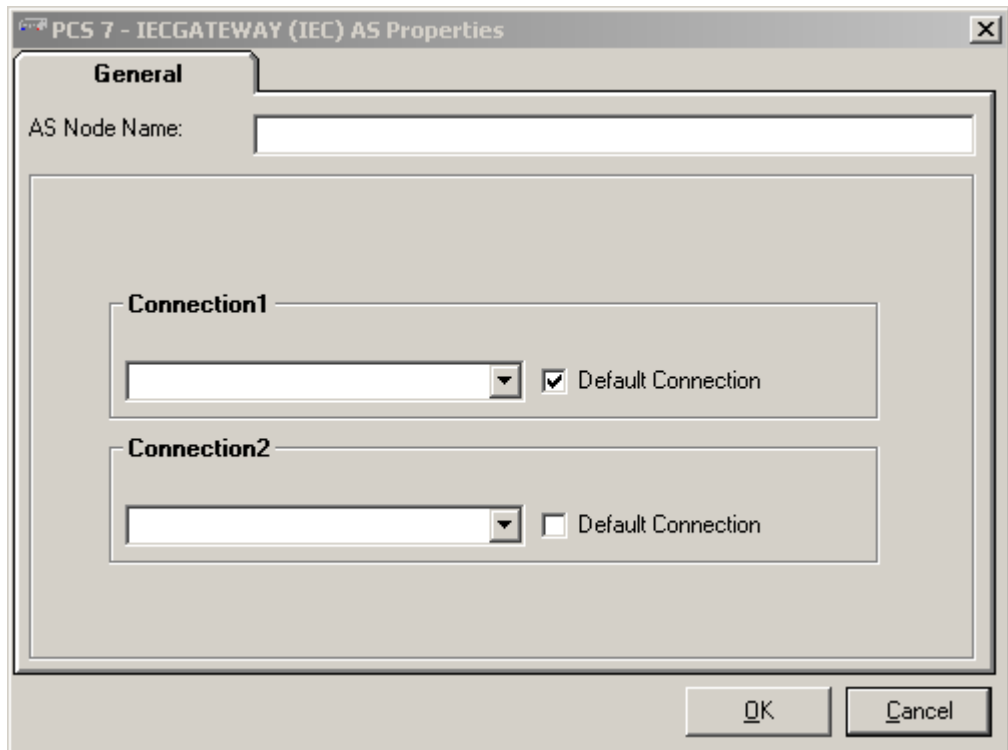 PCS 7 - IECGATEWAY (IEC) AS Properties
General
AS Node Name:
Connection1
Default Connection
Connection2
Default Connection
OK
Cancel